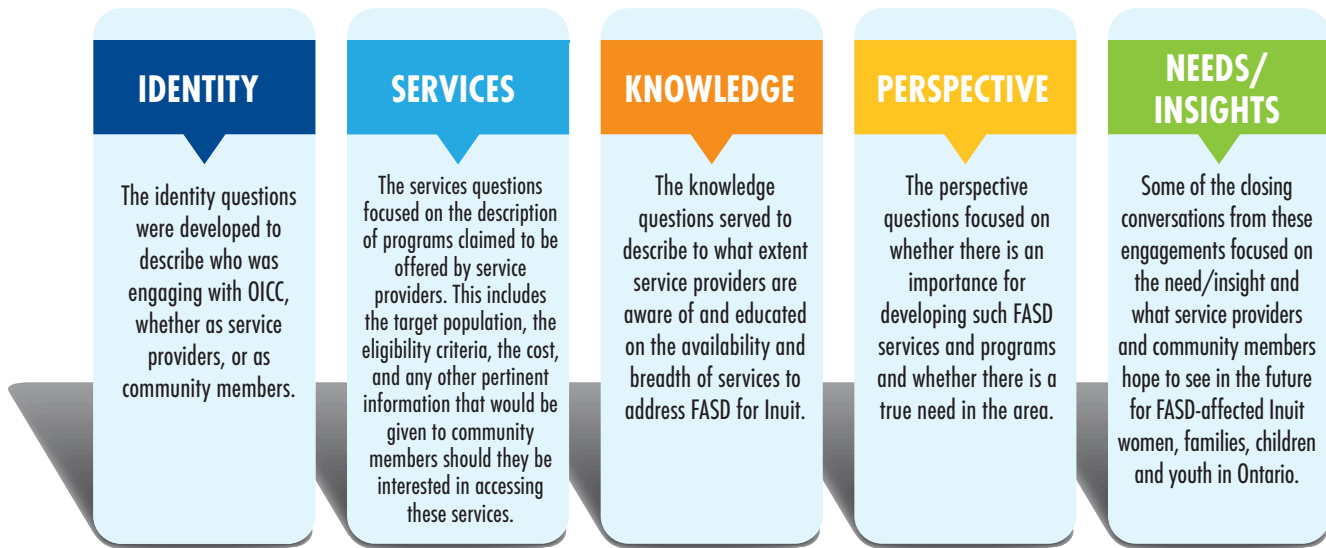 IDENTITY
The identity questions
were developed to
describe who was
engaging with OICC,
whether as service
providers, or as
community members.
SERVICES
The services questions
focused on the description
of programs claimed to be
offered by service
providers. This includes
the target population, the
eligibility criteria, the cost,
and any other pertinent
information that would be
given to community
members should they be
interested in accessing
these services.
KNOWLEDGE
The knowledge
questions served to
describe to what extent
service providers are
aware of and educated
on the availability and
breadth of services to
address FASD for Inuit.
PERSPECTIVE
The perspective
questions focused on
whether there is an
importance for
developing such FASD
services and programs
and whether there is a
true need in the area.
NEEDS/
INSIGHTS
Some of the closing
conversations from these
engagements focused on
the need/insight and
what service providers
and community members
hope to see in the future
for FASD-affected Inuit
women, families, children
and youth in Ontario.